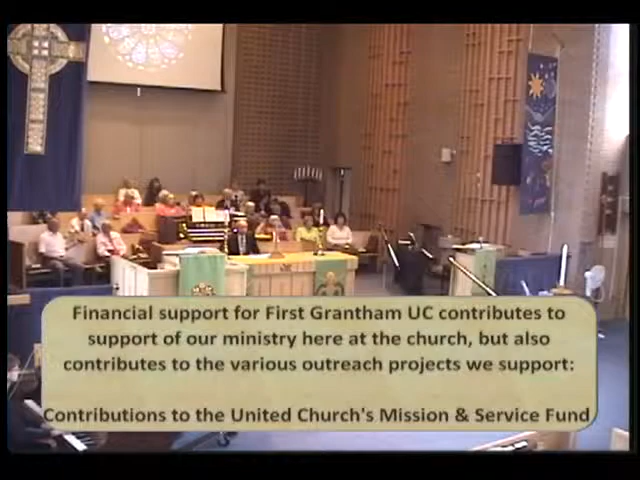 Financial support for First Grantham UC contributes to
support of our ministry here at the church, but also
contributes to the various outreach projects we support:
Contributions to the United Church's Mission & Service Fund